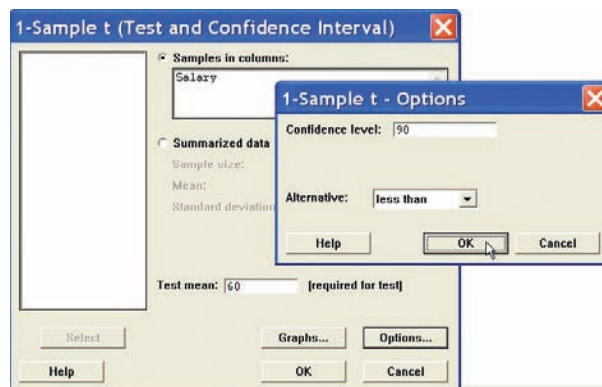 1-Sample t (Test and Confidence Interval)
Samples in columns:
Salary
Summarized data
Sample size:
Mean:
Standard deviation
Test mean: 60 (required for test)
Select
Graphs...
Options...
Help
OK
Cancel
1-Sample t - Options
Confidence level: 90
Alternative: less than
Help
OK
Cancel